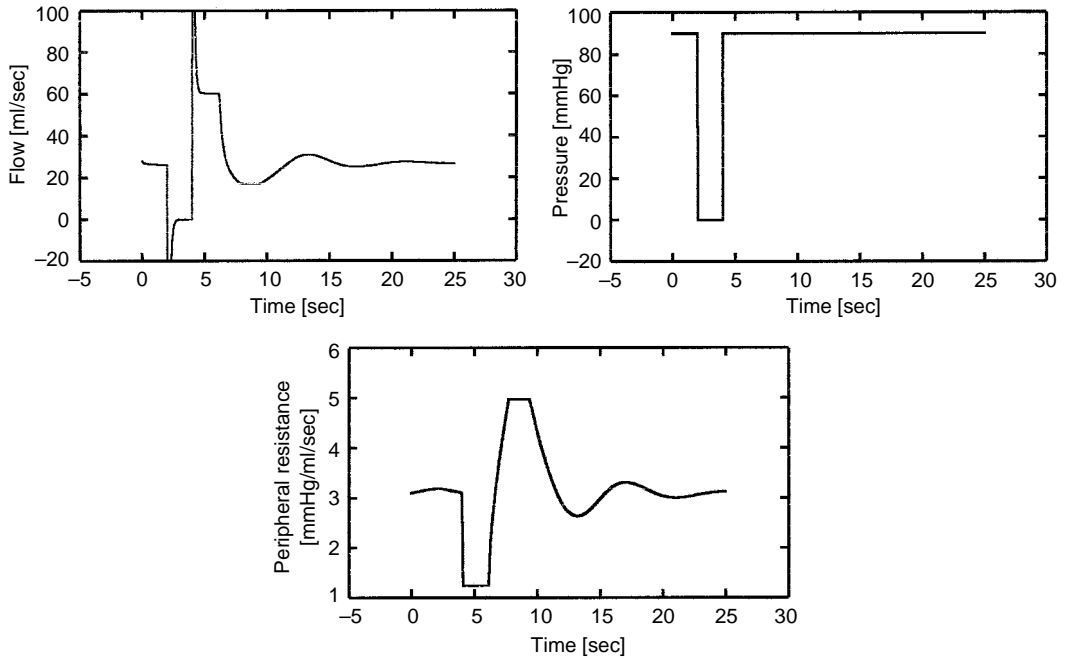 Flow [ml/sec]
100
80
60
40
20
0
–20
–5 0 5 10 15 20 25 30
Time [sec]
Pressure [mmHg]
100
80
60
40
20
0
–20
–5 0 5 10 15 20 25 30
Time [sec]
Peripheral resistance
[mmHg/ml/sec]
6
5
4
3
2
1
–5 0 5 10 15 20 25 30
Time [sec]